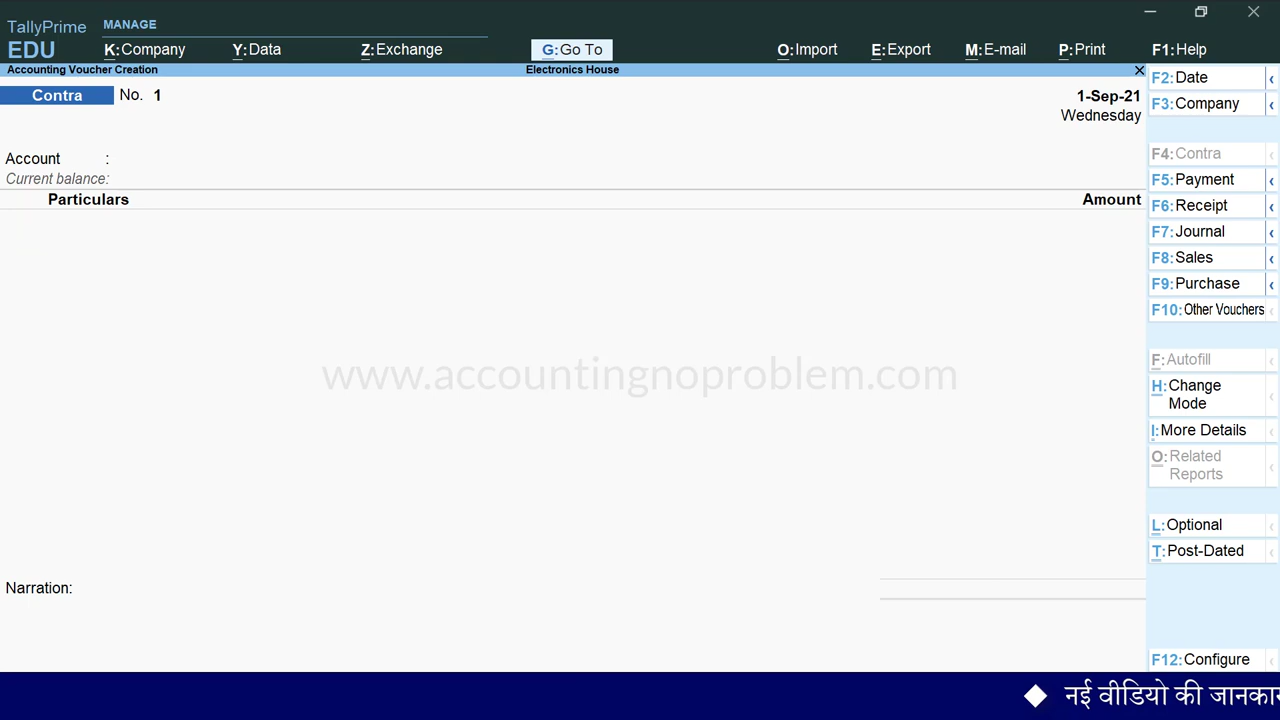 TallyPrime
EDU
MANAGE
K:Company Y:Data Z:Exchange G:Go To O:Import E:Export M:E-mail P:Print F1:Help
Accounting Voucher Creation Electronics House
Contra No. 1 1-Sep-21
Wednesday
Account :
Current balance:
Particulars Amount
www.accountingnoproblem.com
Narration:
F2:Date
F3:Company
F4:Contra
F5:Payment
F6:Receipt
F7:Journal
F8:Sales
F9:Purchase
F10:Other Vouchers
F:Autofill
H:Change
Mode
I:More Details
O:Related
Reports
L:Optional
T:Post-Dated
F12:Configure
नई वीडियो की